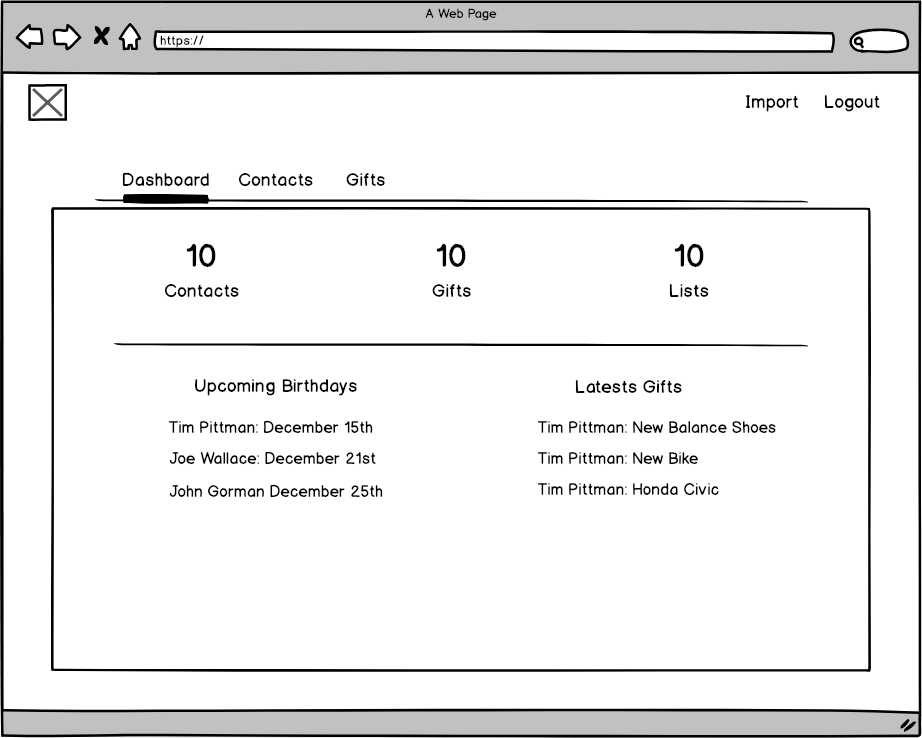 A Web Page
https://
Import Logout
Dashboard Contacts Gifts
10 10 10
Contacts Gifts Lists
Upcoming Birthdays
Tim Pittman: December 15th
Joe Wallace: December 21st
John Gorman December 25th
Latests Gifts
Tim Pittman: New Balance Shoes
Tim Pittman: New Bike
Tim Pittman: Honda Civic